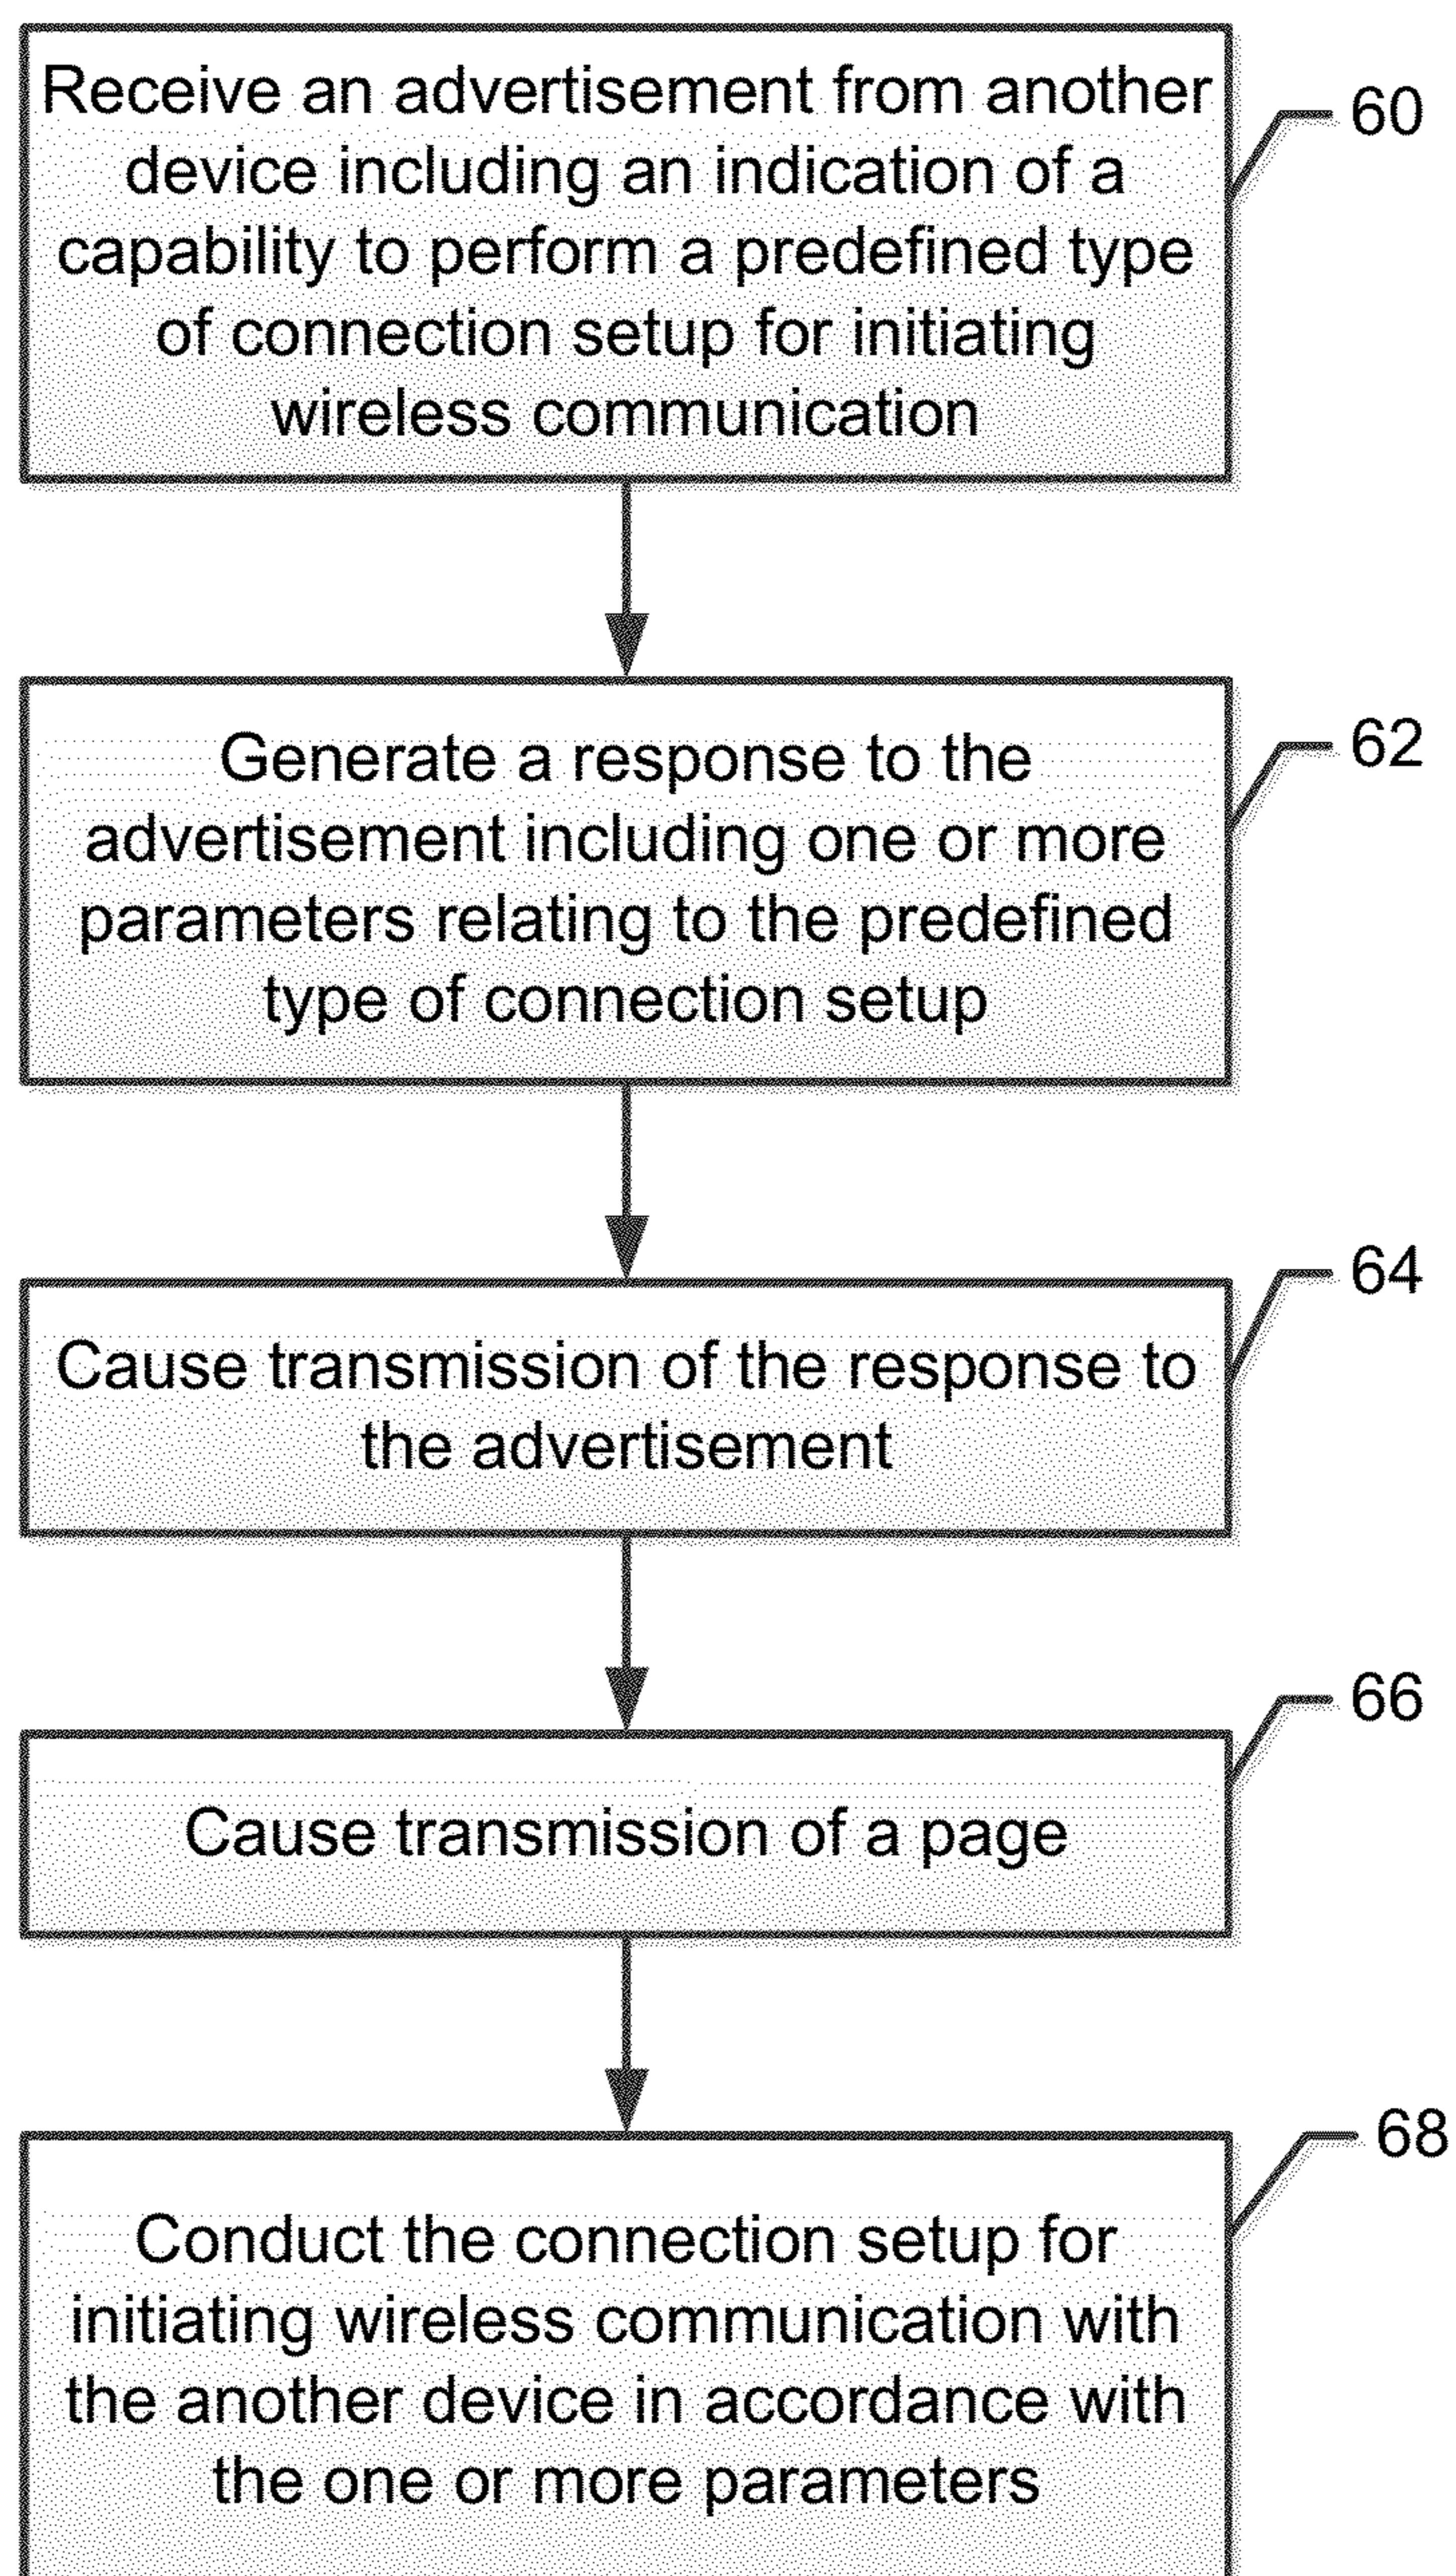 Receive an advertisement from another
60
device including an indication of a
capability to perform a predefined type
of connection setup for initiating
wireless communication
Generate a response to the
62
advertisement including one or more
parameters relating to the predefined
type of connection setup
64
Cause transmission of the response to
the advertisement
66
Cause transmission of a page
68
Conduct the connection setup for
initiating wireless communication with
the another device in accordance with
the one or more parameters